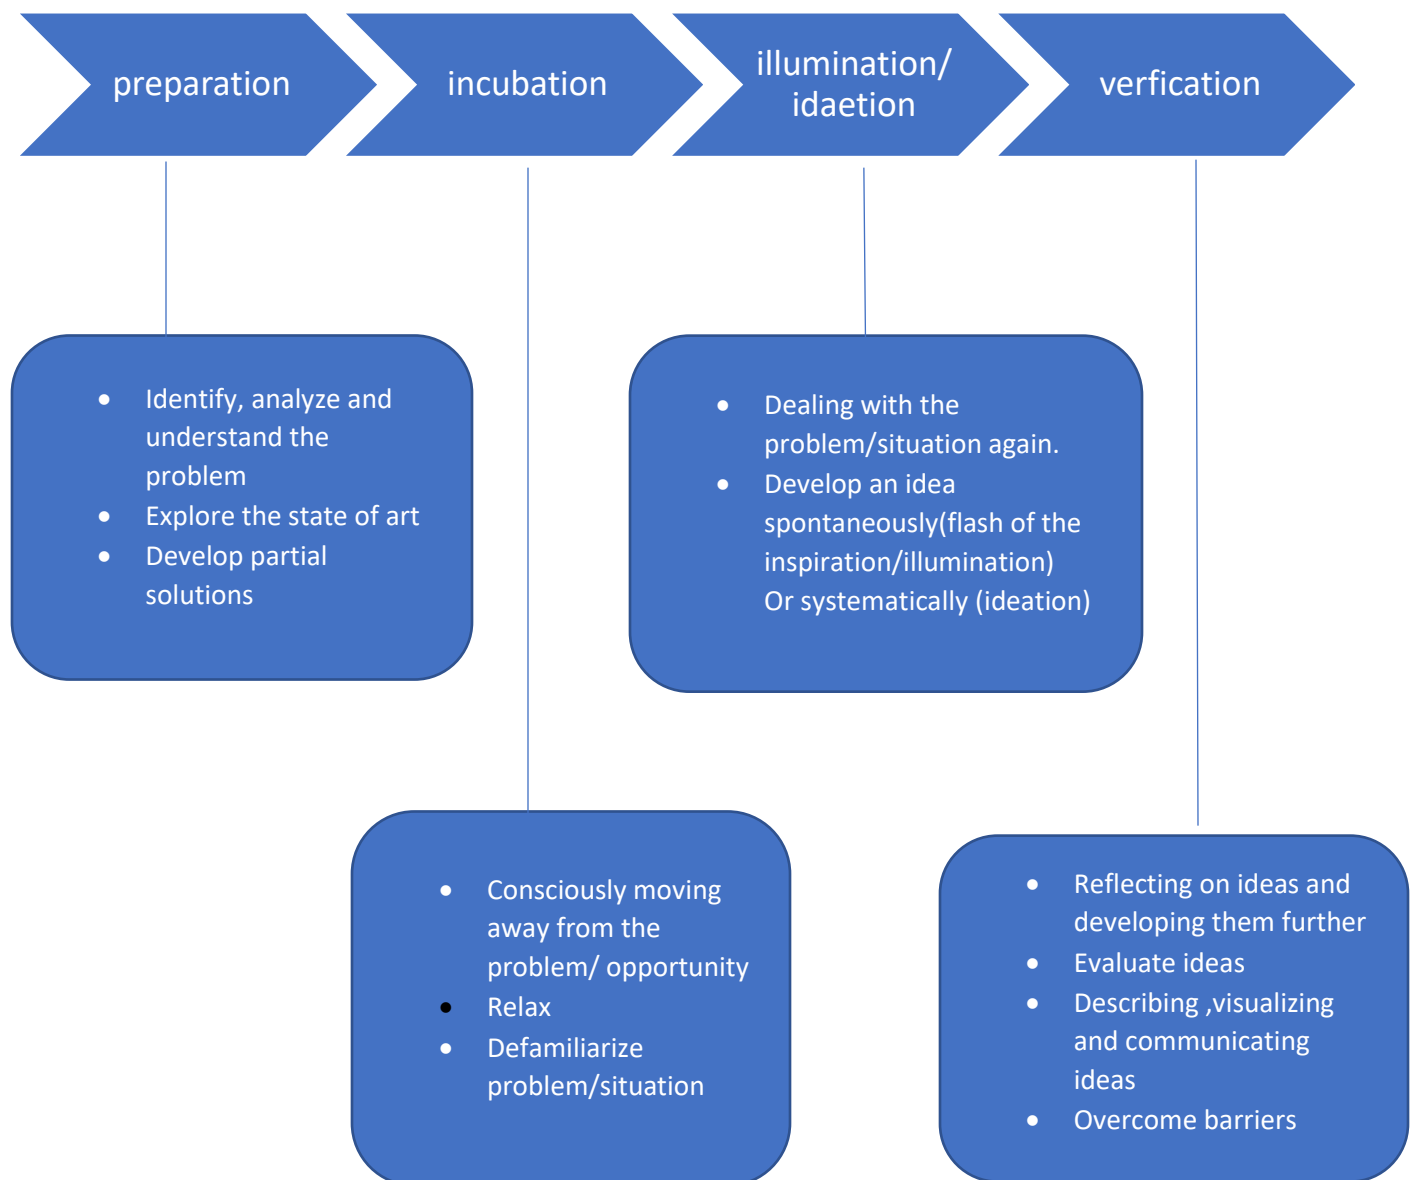 preparation
incubation
illumination/
idaetion
verfication
• Identify, analyze and
understand the
problem
• Explore the state of art
• Develop partial
solutions
• Dealing with the
problem/situation again.
• Develop an idea
spontaneously(flash of the
inspiration/illumination)
Or systematically (ideation)
• Consciously moving
away from the
problem/ opportunity
• Relax
• Defamiliarize
problem/situation
• Reflecting on ideas and
developing them further
• Evaluate ideas
• Describing ,visualizing
and communicating
ideas
• Overcome barriers